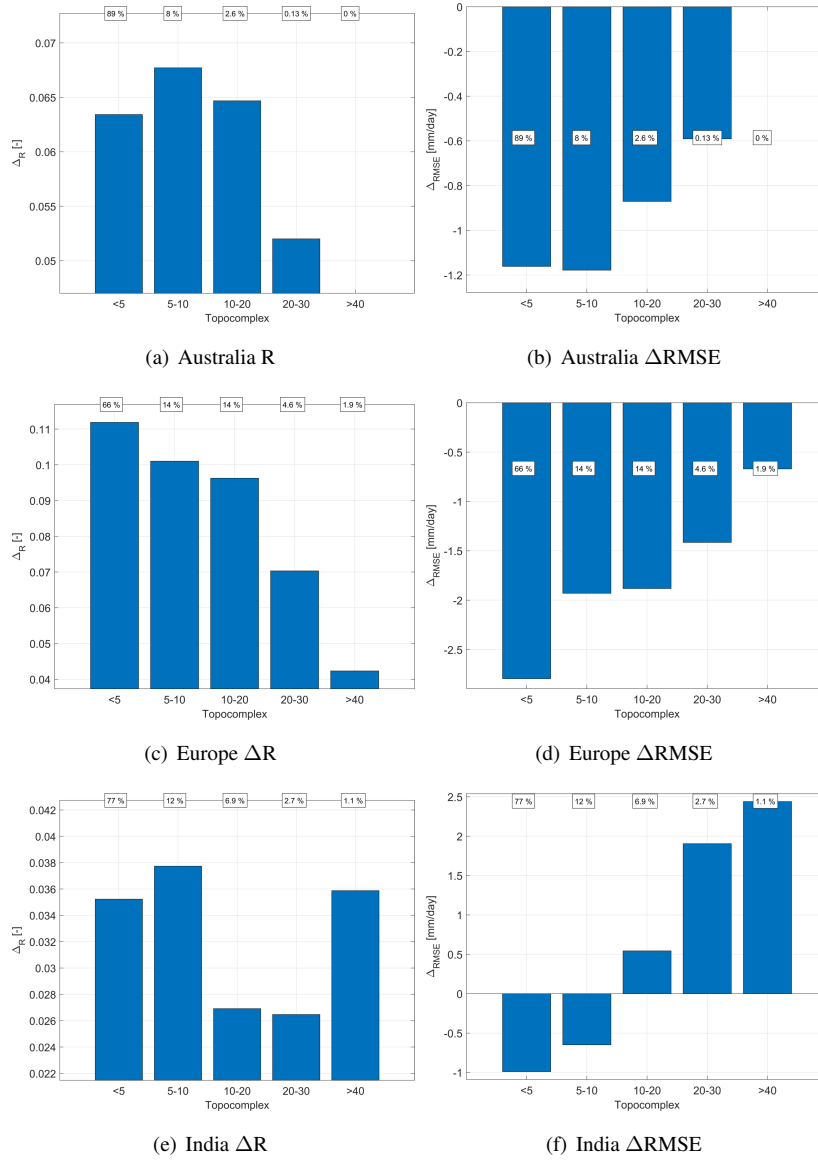 89 % 8 % 2.6 % 0.13 % 0 %
0.07
0.065
0.06
0.055
0.05
Δ_R [-]
<5 5-10 10-20 20-30 >40
Topocomplex
(a) Australia R
0
-0.2
-0.4
-0.6
-0.8
-1
-1.2
Δ_RMSE [mm/day]
89 % 8 % 2.6 % 0.13 % 0 %
<5 5-10 10-20 20-30 >40
Topocomplex
(b) Australia ΔRMSE
66 % 14 % 14 % 4.6 % 1.9 %
0.11
0.1
0.09
0.08
0.07
0.06
0.05
0.04
Δ_R [-]
<5 5-10 10-20 20-30 >40
Topocomplex
(c) Europe ΔR
0
-0.5
-1
-1.5
-2
-2.5
Δ_RMSE [mm/day]
66 % 14 % 14 % 4.6 % 1.9 %
<5 5-10 10-20 20-30 >40
Topocomplex
(d) Europe ΔRMSE
77 % 12 % 6.9 % 2.7 % 1.1 %
0.042
0.04
0.038
0.036
0.034
0.032
0.03
0.028
0.026
0.024
0.022
Δ_R [-]
<5 5-10 10-20 20-30 >40
Topocomplex
(e) India ΔR
77 % 12 % 6.9 % 2.7 % 1.1 %
2.5
2
1.5
1
0.5
0
-0.5
-1
Δ_RMSE [mm/day]
<5 5-10 10-20 20-30 >40
Topocomplex
(f) India ΔRMSE